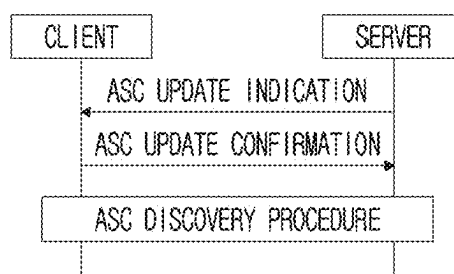 CLIENT SERVER
ASC UPDATE INDICATION
ASC UPDATE CONFIRMATION
ASC DISCOVERY PROCEDURE